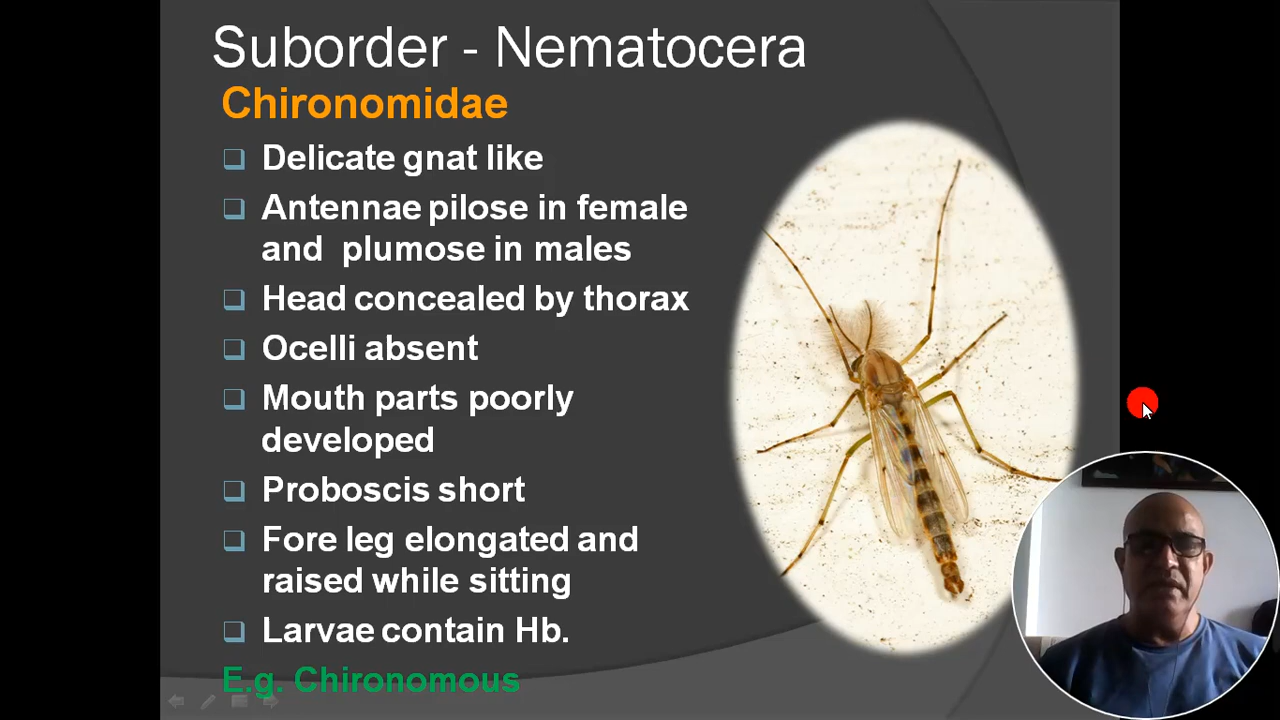 Suborder - Nematocera
Chironomidae
Delicate gnat like
Antennae pilose in female
and plumose in males
Head concealed by thorax
Ocelli absent
Mouth parts poorly
developed
Proboscis short
Fore leg elongated and
raised while sitting
Larvae contain Hb.
E.g. Chironomous